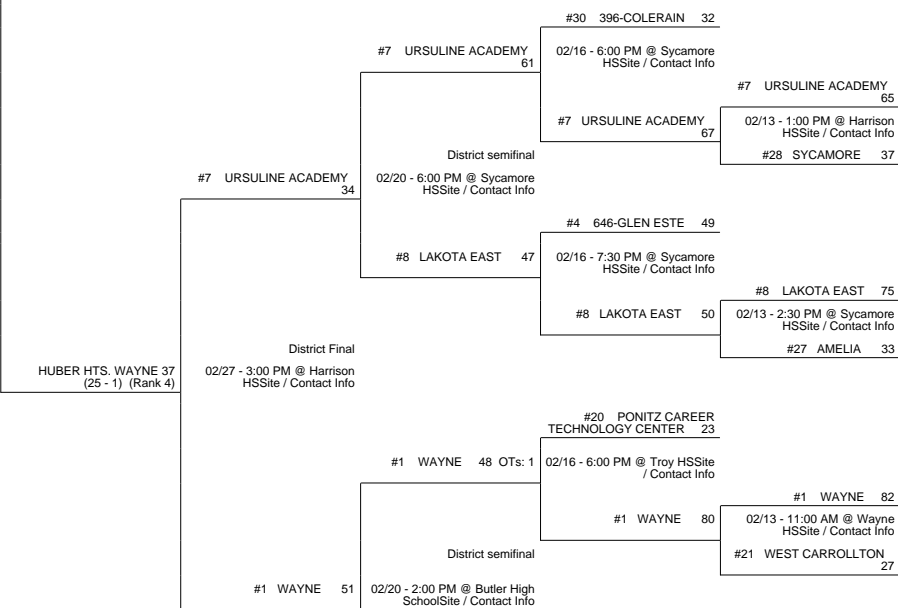 #30 396-COLERAIN 32
#7 URSULINE ACADEMY
61
02/16 - 6:00 PM @ Sycamore
HSSite / Contact Info
#7 URSULINE ACADEMY
65
#7 URSULINE ACADEMY
67
02/13 - 1:00 PM @ Harrison
HSSite / Contact Info
#28 SYCAMORE 37
District semifinal
#7 URSULINE ACADEMY
34
02/20 - 6:00 PM @ Sycamore
HSSite / Contact Info
#4 646-GLEN ESTE 49
#8 LAKOTA EAST 47
02/16 - 7:30 PM @ Sycamore
HSSite / Contact Info
#8 LAKOTA EAST 75
#8 LAKOTA EAST 50
02/13 - 2:30 PM @ Sycamore
HSSite / Contact Info
#27 AMELIA 33
District Final
HUBER HTS. WAYNE 37
(25 - 1) (Rank 4)
02/27 - 3:00 PM @ Harrison
HSSite / Contact Info
#20 PONITZ CAREER
TECHNOLOGY CENTER 23
#1 WAYNE 48 OTs: 1
02/16 - 6:00 PM @ Troy HSSite
/ Contact Info
#1 WAYNE 82
#1 WAYNE 80
02/13 - 11:00 AM @ Wayne
HSSite / Contact Info
#21 WEST CARROLLTON
27
District semifinal
#1 WAYNE 51
02/20 - 2:00 PM @ Butler High
SchoolSite / Contact Info